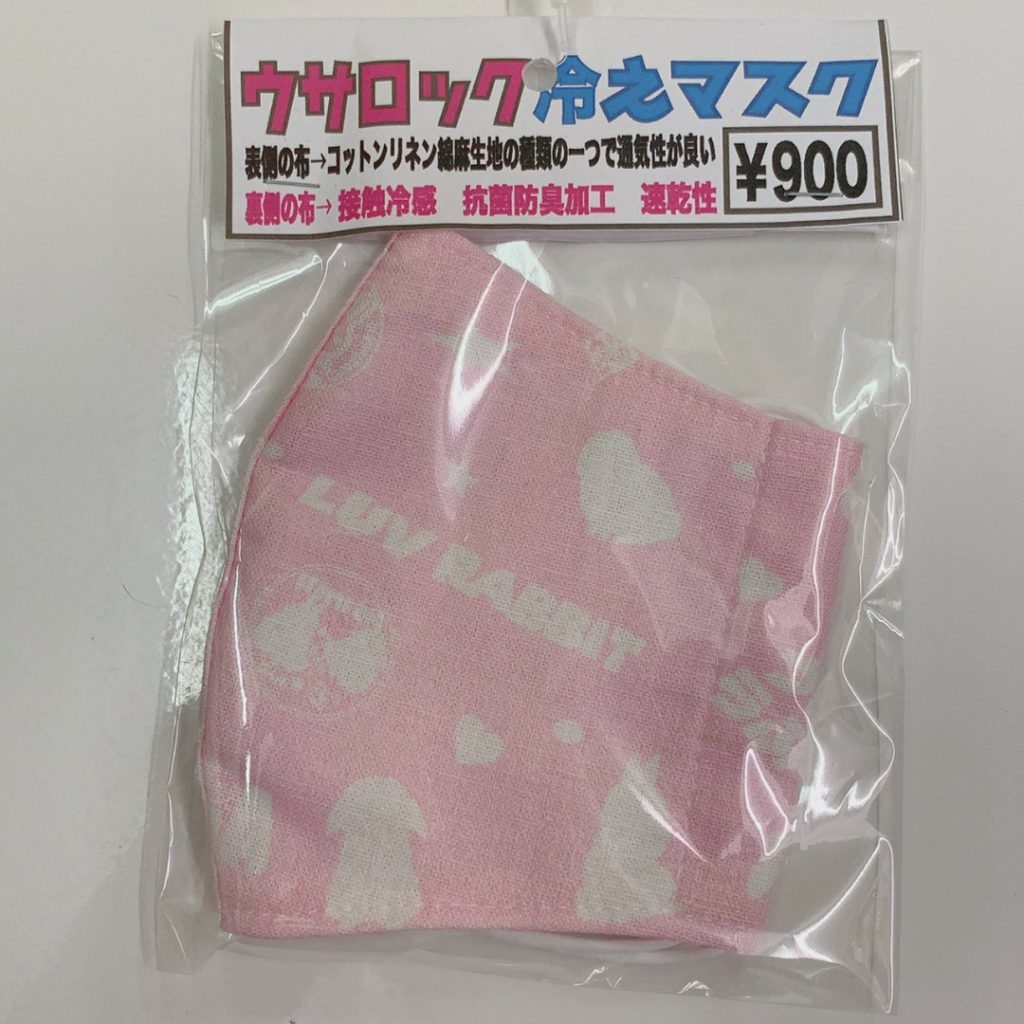 ウサロック冷えマスク
表側の布→コットンリネン綿麻生地の種類の一つで通気性が良い
裏側の布→接触冷感　抗菌防臭加工　速乾性
¥900
LUV RABBIT